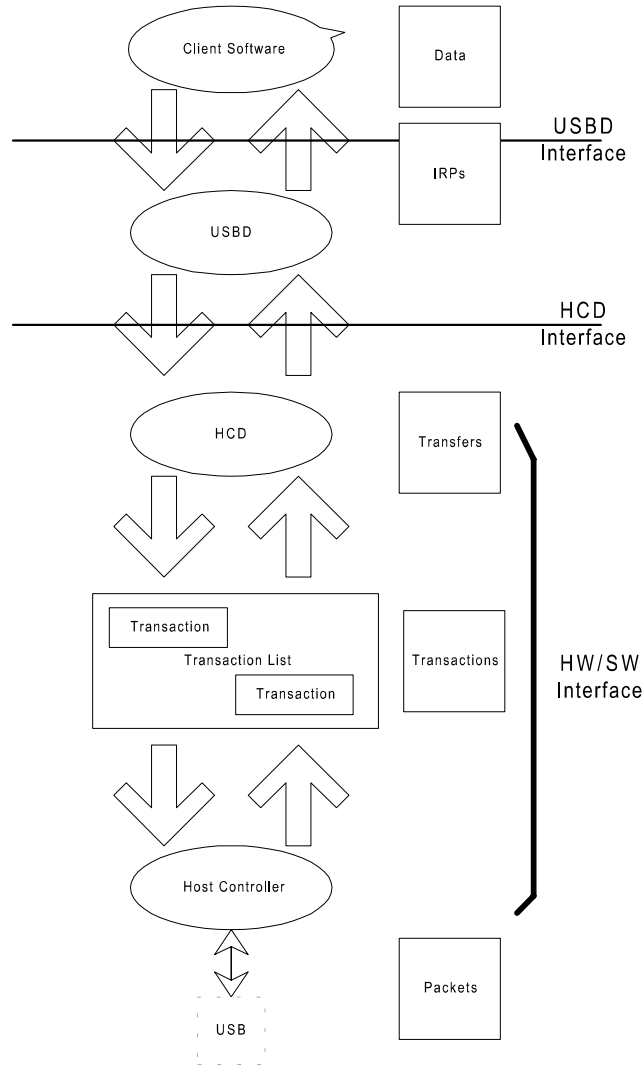 Client Software
Data
USBD
Interface
IRPs
USBD
HCD
Interface
HCD
Transfers
Transaction
Transaction List
Transaction
Transactions
HW/SW
Interface
Host Controller
Packets
USB